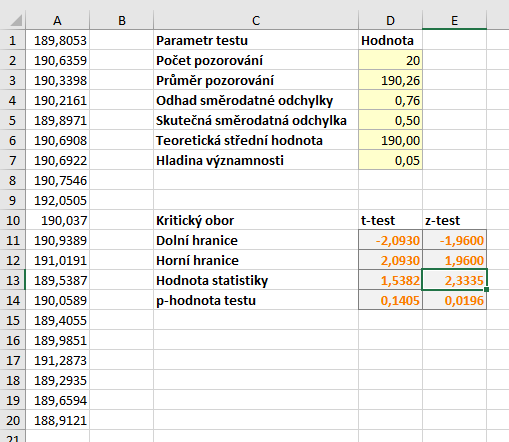 A B C D E
1 189,8053 Parametr testu Hodnota
2 190,6359 Počet pozorování 20
3 190,3398 Průměr pozorování 190,26
4 190,2161 Odhad směrodatné odchylky 0,76
5 189,8971 Skutečná směrodatná odchylka 0,50
6 190,6908 Teoretická střední hodnota 190,00
7 190,6922 Hladina významnosti 0,05
8 190,7546
9 192,0505
10 190,037 Kritický obor t-test z-test
11 190,9389 Dolní hranice -2,0930 -1,9600
12 191,0191 Horní hranice 2,0930 1,9600
13 189,5387 Hodnota statistiky 1,5382 2,3335
14 190,0589 p-hodnota testu 0,1405 0,0196
15 189,4055
16 189,9851
17 191,2873
18 189,2935
19 189,6594
20 188,9121
21